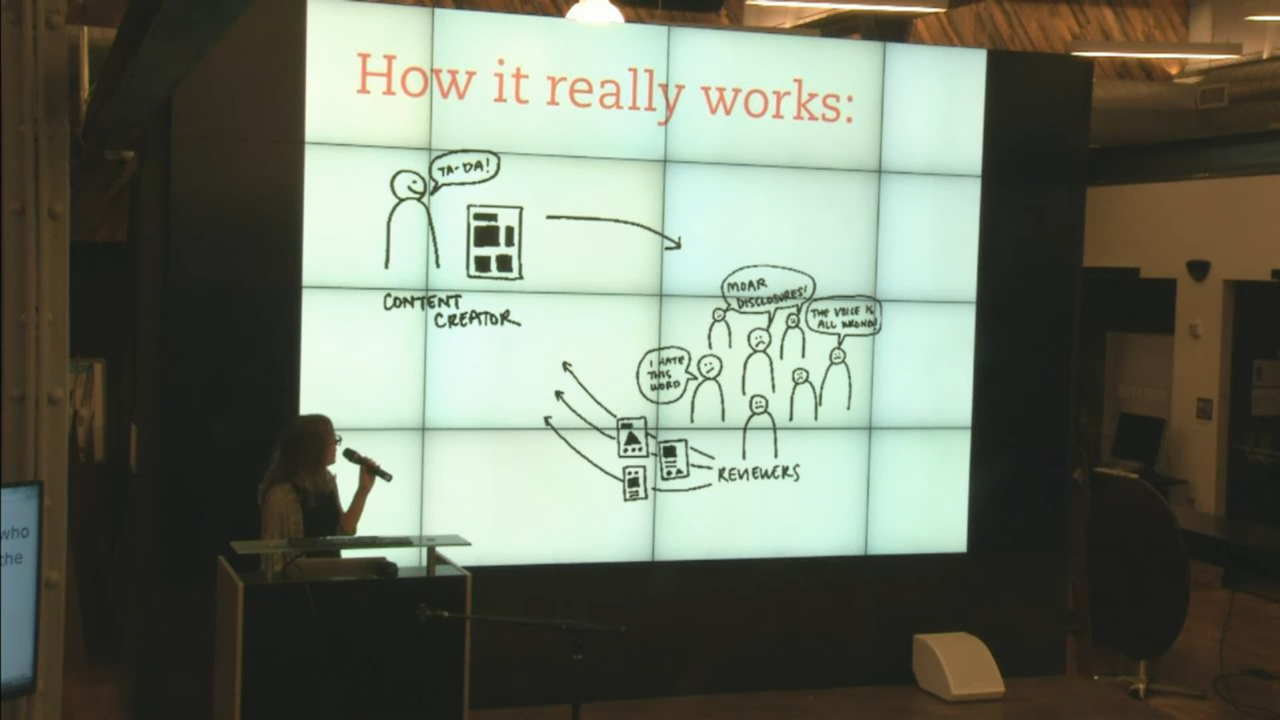 How it really works:
TA-DA!
CONTENT
CREATOR
MOAR
DISCLOSURES!
THE VOICE IS
ALL WRONG!
I HATE
THIS
WORD
REVIEWERS
who
the